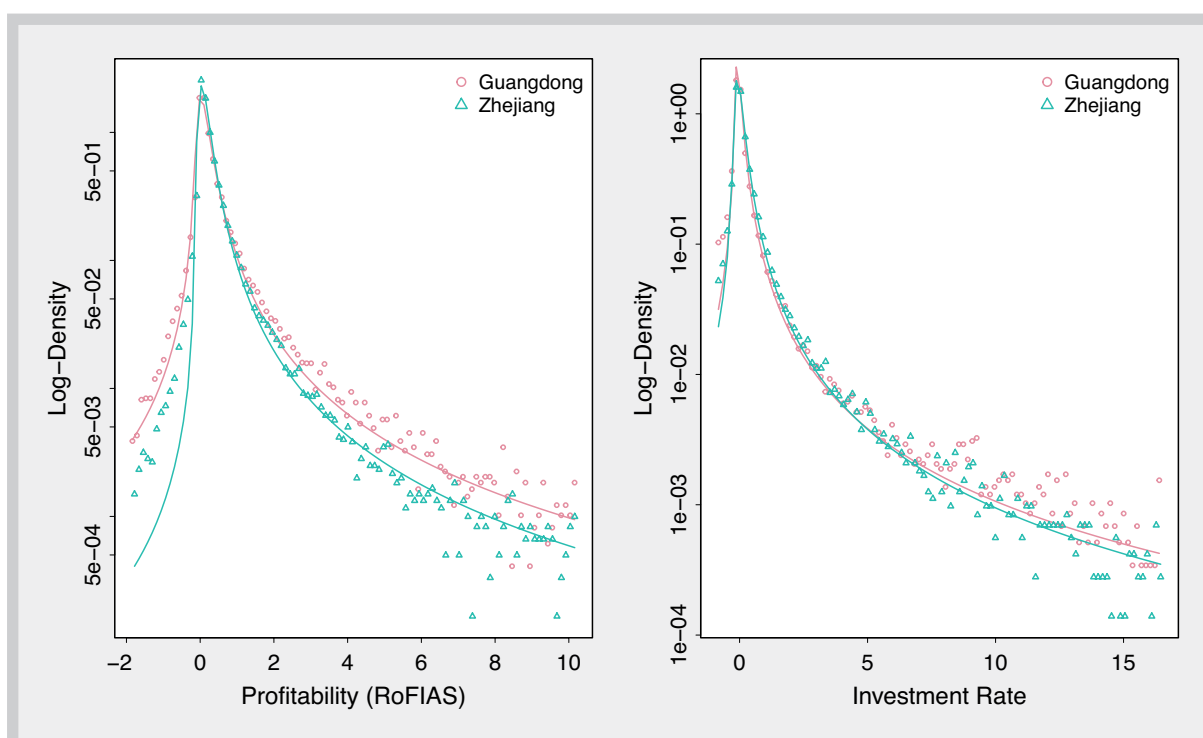 Guangdong
Zhejiang
Log−Density
5e−01
5e−02
5e−03
5e−04
−2 0 2 4 6 8 10
Profitability (RoFIAS)
Guangdong
Zhejiang
Log−Density
1e+00
1e−01
1e−02
1e−03
1e−04
0 5 10 15
Investment Rate